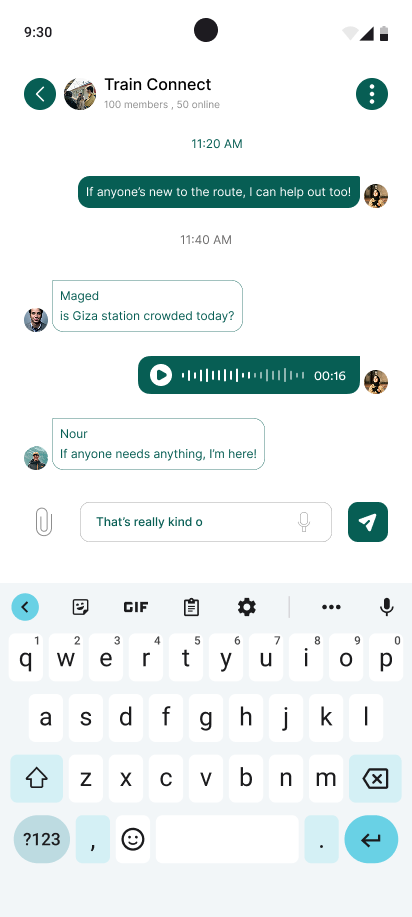 9:30
Train Connect
100 members , 50 online
11:20 AM
If anyone's new to the route, I can help out too!
11:40 AM
Maged
is Giza station crowded today?
00:16
Nour
If anyone needs anything, I'm here!
That's really kind o
GIF
1 2 3 4 5 6 7 8 9 0
q w e r t y u i o p
a s d f g h j k l
z x c v b n m
?123 , .